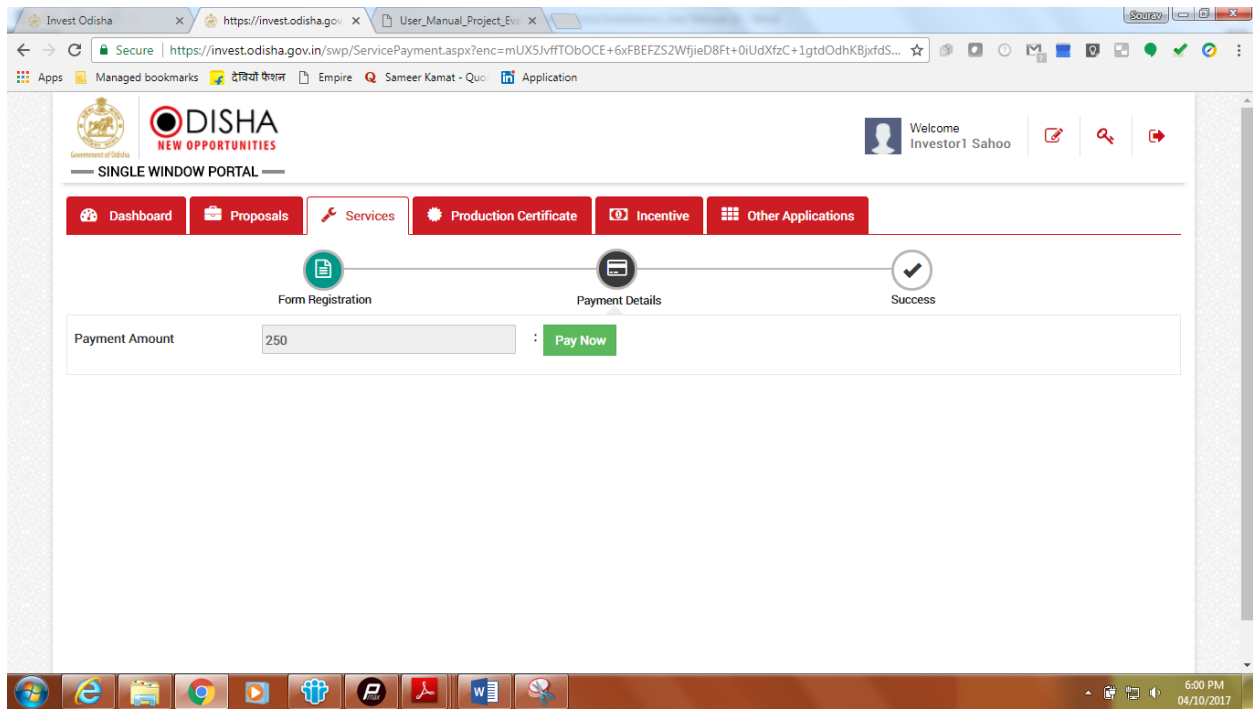 Invest Odisha
https://invest.odisha.gov
User_Manual_Project_Eva
Sourav
Secure | https://invest.odisha.gov.in/swp/ServicePayment.aspx?enc=mUX5JvffTObOCE+6xFBEFZS2WfjieD8Ft+0iUdXfzC+1gtdOdhKBjxfdS...
Apps Managed bookmarks देवियों फैशन Empire Sameer Kamat - Quo Application
ODISHA
NEW OPPORTUNITIES
Government of Odisha
SINGLE WINDOW PORTAL
Welcome
Investor1 Sahoo
Dashboard Proposals Services Production Certificate Incentive Other Applications
Form Registration Payment Details Success
Payment Amount 250 : Pay Now
6:00 PM
04/10/2017